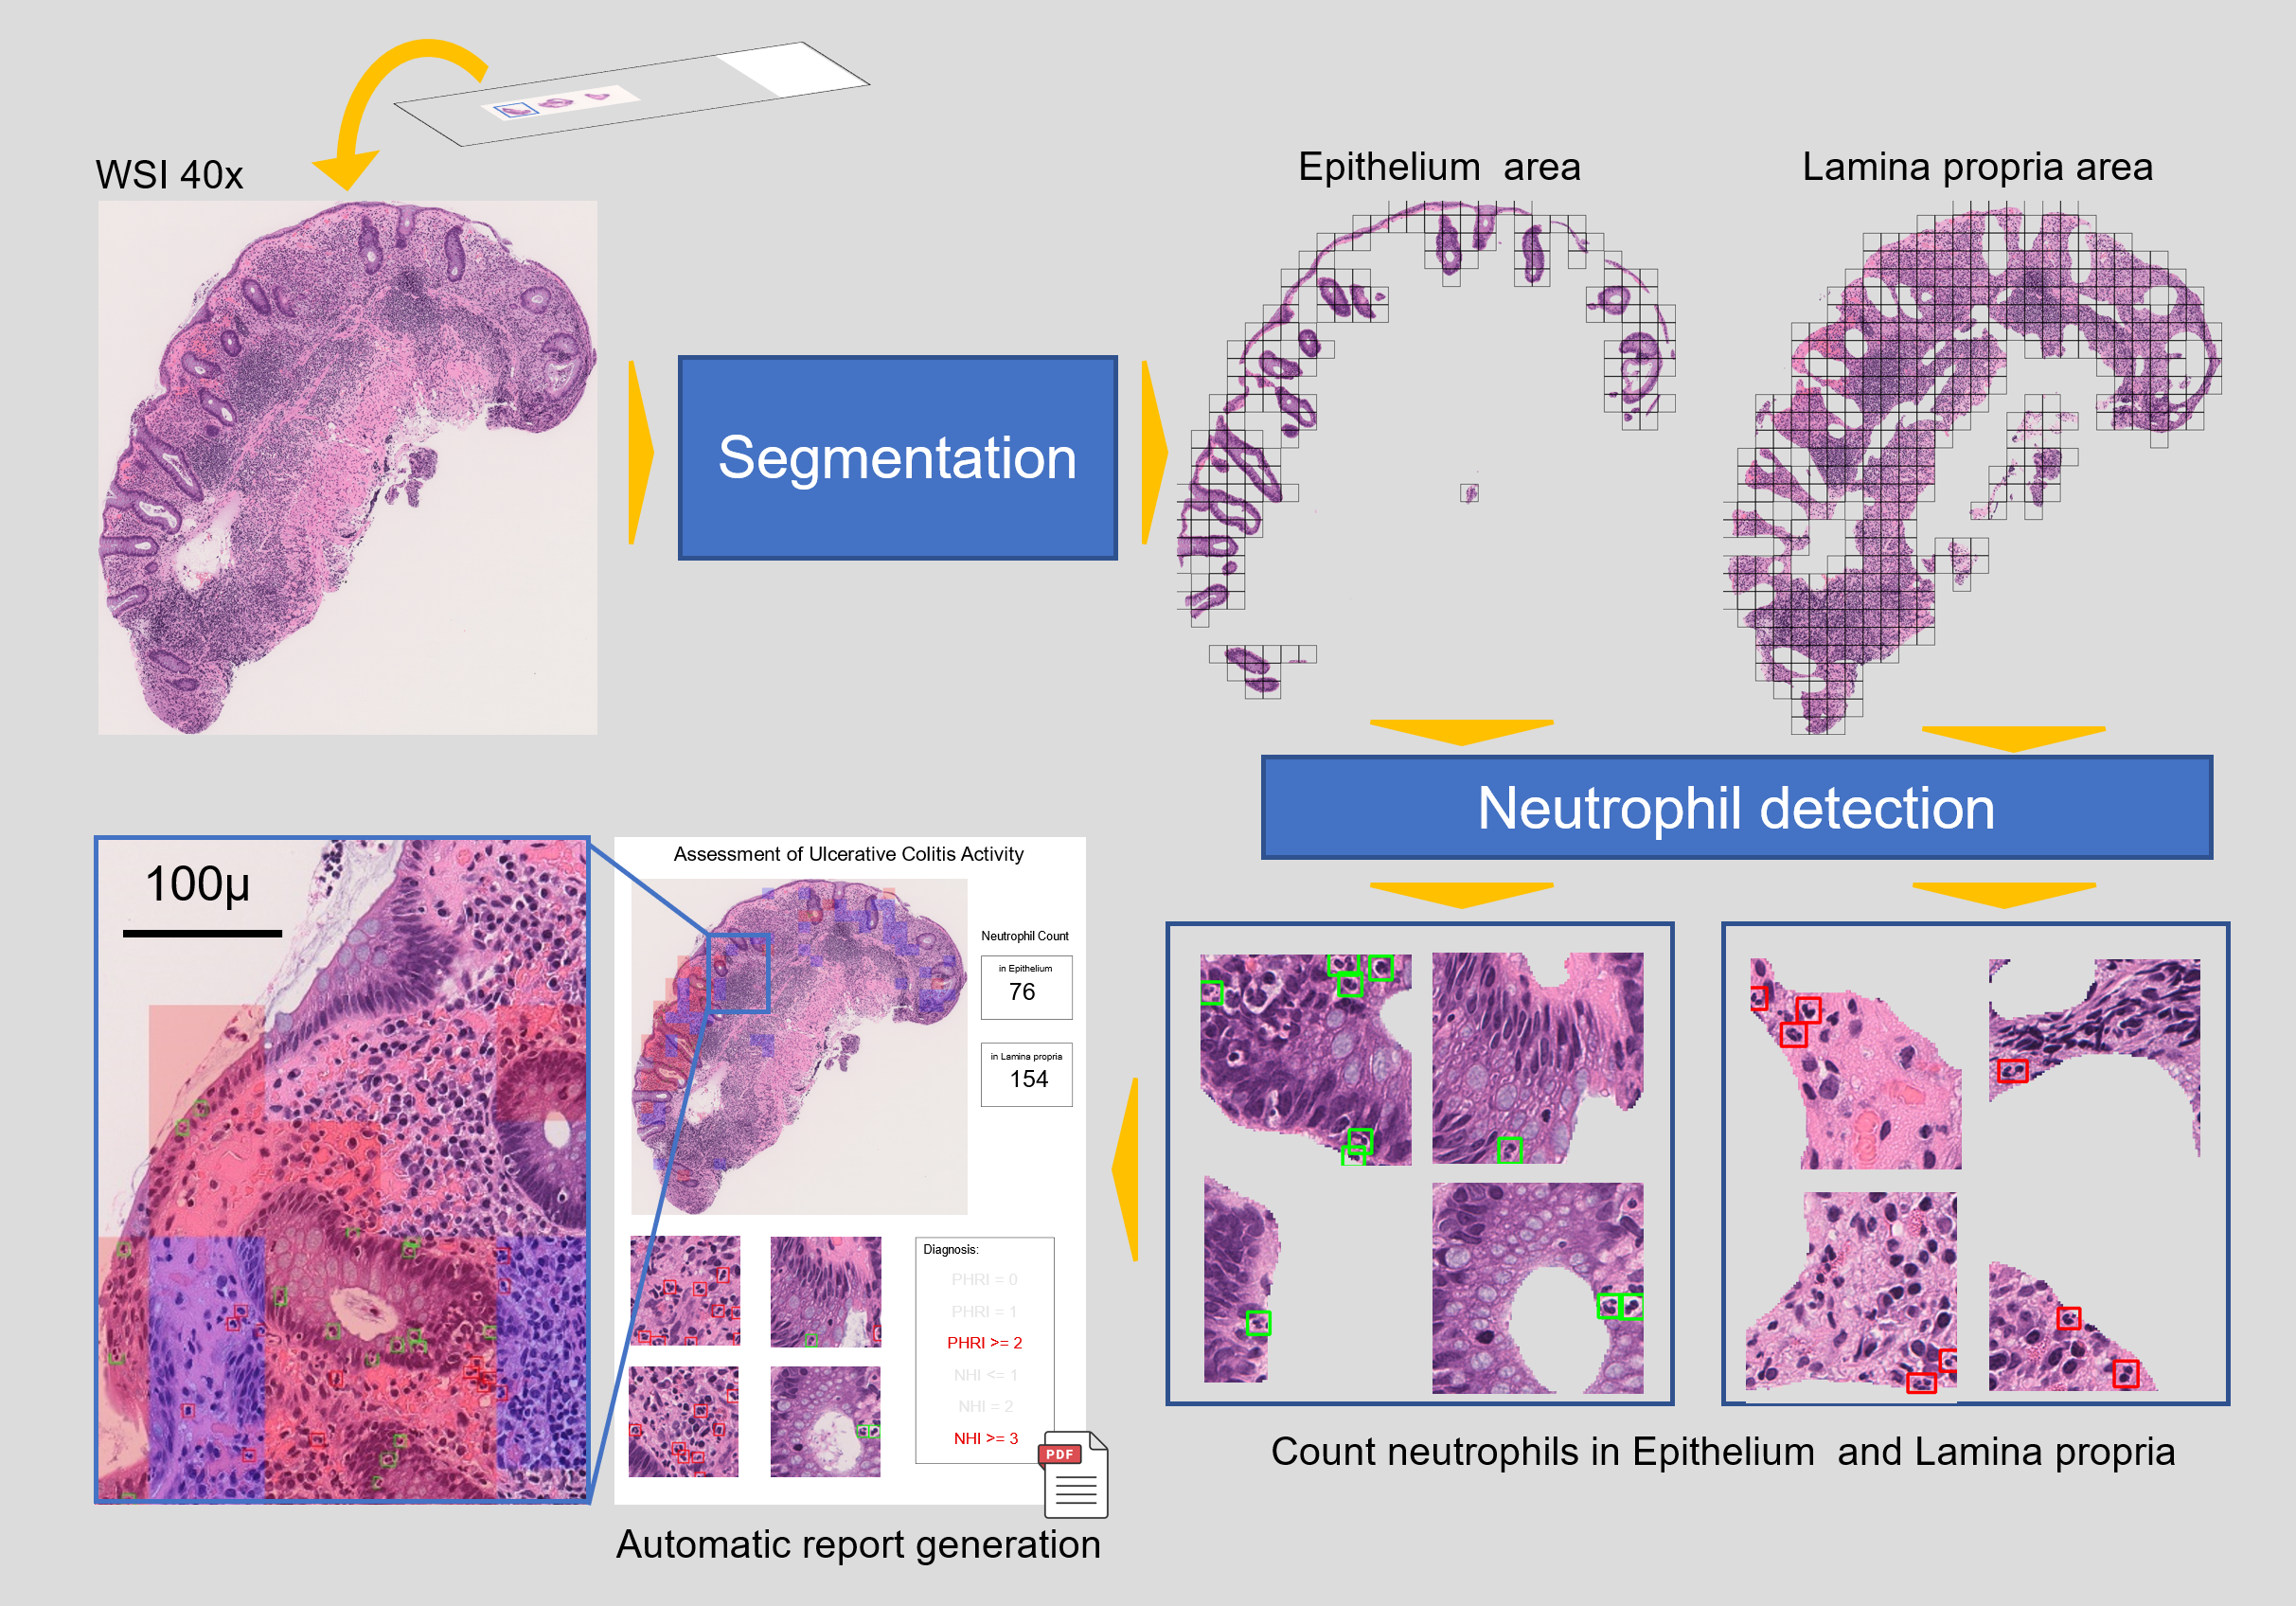 WSI 40x
Segmentation
Epithelium area
Lamina propria area
Neutrophil detection
Count neutrophils in Epithelium and Lamina propria
100µ
Assessment of Ulcerative Colitis Activity
Neutrophil Count
in Epithelium
76
in Lamina propria
154
Diagnosis:
PHRI = 0
PHRI = 1
PHRI >= 2
NHI <= 1
NHI = 2
NHI >= 3
PDF
Automatic report generation